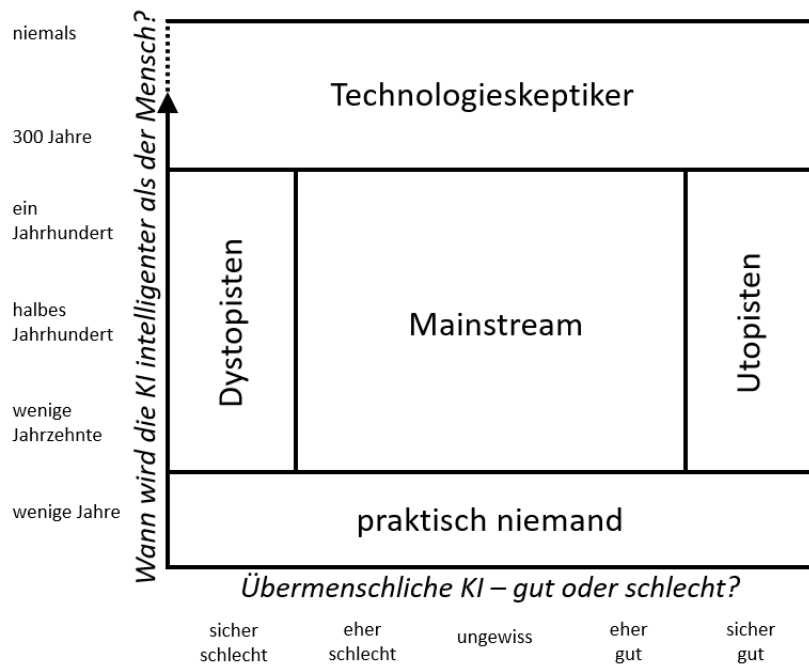 niemals
300 Jahre
ein
Jahrhundert
halbes
Jahrhundert
wenige
Jahrzehnte
wenige Jahre
Wann wird die KI intelligenter als der Mensch?
Technologieskeptiker
Dystopisten
Mainstream
Utopisten
praktisch niemand
Übermenschliche KI – gut oder schlecht?
sicher
schlecht
eher
schlecht
ungewiss
eher
gut
sicher
gut